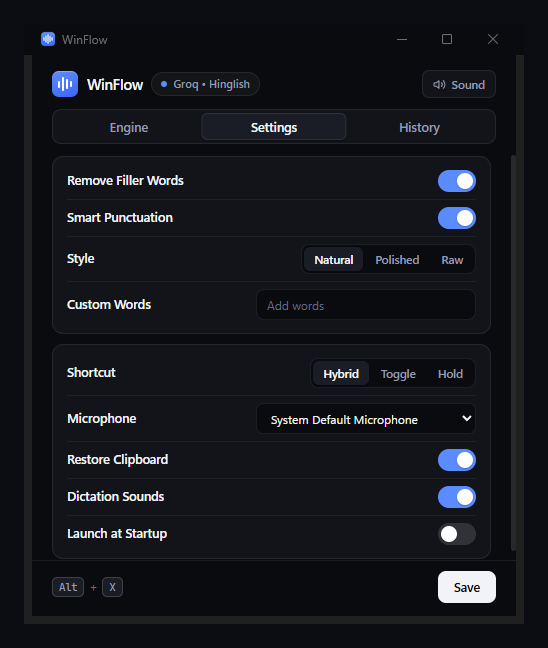 WinFlow
WinFlow Groq • Hinglish Sound
Engine Settings History
Remove Filler Words
Smart Punctuation
Style Natural Polished Raw
Custom Words Add words
Shortcut Hybrid Toggle Hold
Microphone System Default Microphone
Restore Clipboard
Dictation Sounds
Launch at Startup
Alt + X Save